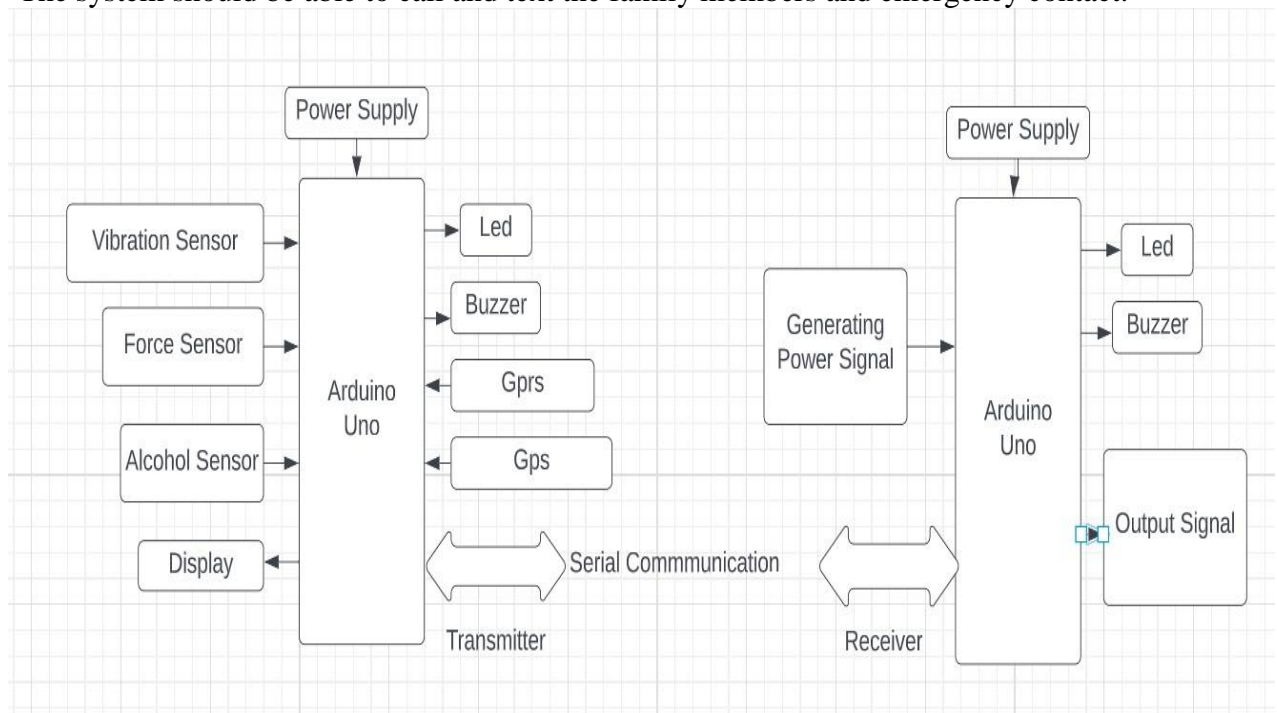 The system should be able to call and text the family members and emergency contact.
Power Supply
Vibration Sensor
Force Sensor
Alcohol Sensor
Display
Arduino
Uno
Led
Buzzer
Gprs
Gps
Serial Commmunication
Transmitter
Power Supply
Generating
Power Signal
Arduino
Uno
Led
Buzzer
Output Signal
Receiver